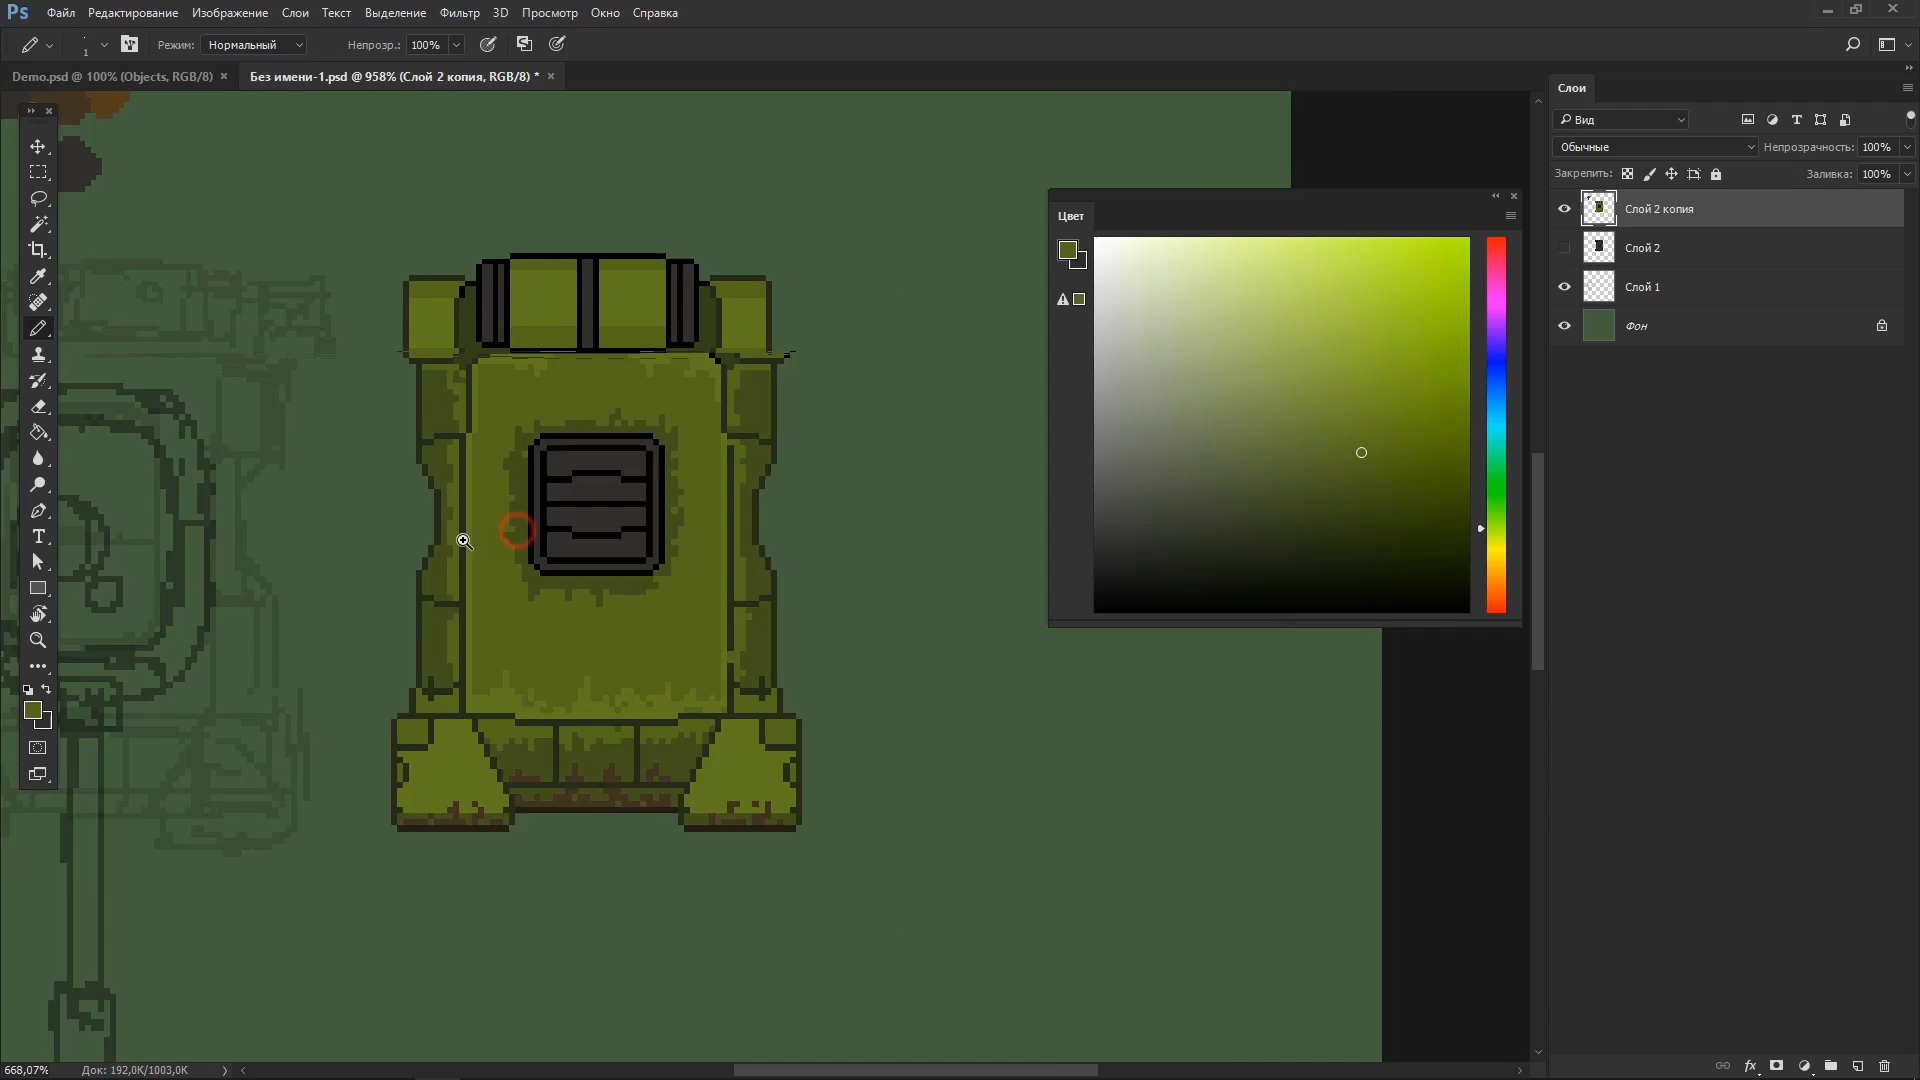 Ps Файл Редактирование Изображение Слои Текст Выделение Фильтр 3D Просмотр Окно Справка
1 Режим: Нормальный Непрозр.: 100%
Demo.psd @ 100% (Objects, RGB/8) × Без имени-1.psd @ 958% (Слой 2 копия, RGB/8) * ×
Слои
Вид
Обычные Непрозрачность: 100%
Закрепить: Заливка: 100%
Цвет
Слой 2 копия
Слой 2
Слой 1
Фон
668,07% Док: 192,0K/1003,0K